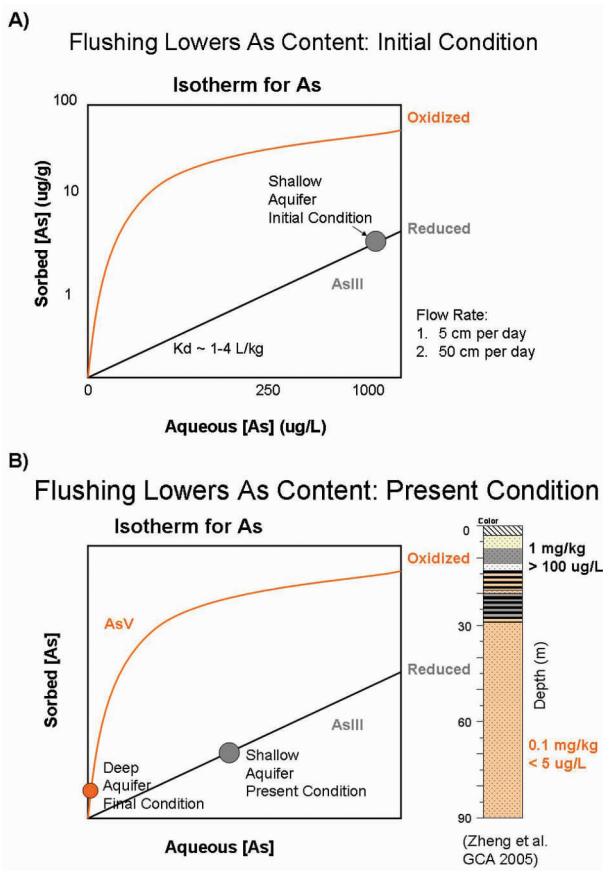 A)
Flushing Lowers As Content: Initial Condition
Isotherm for As
100
10
1
Sorbed [As] (ug/g)
Oxidized
Shallow
Aquifer
Initial Condition
Reduced
AsIII
Kd ~ 1-4 L/kg
Flow Rate:
1. 5 cm per day
2. 50 cm per day
0
250
1000
Aqueous [As] (ug/L)
B)
Flushing Lowers As Content: Present Condition
Isotherm for As
Sorbed [As]
Oxidized
AsV
Reduced
AsIII
Deep
Aquifer
Final Condition
Shallow
Aquifer
Present Condition
Aqueous [As]
Color
0
30
60
90
Depth (m)
1 mg/kg
> 100 ug/L
0.1 mg/kg
< 5 ug/L
(Zheng et al.
GCA 2005)